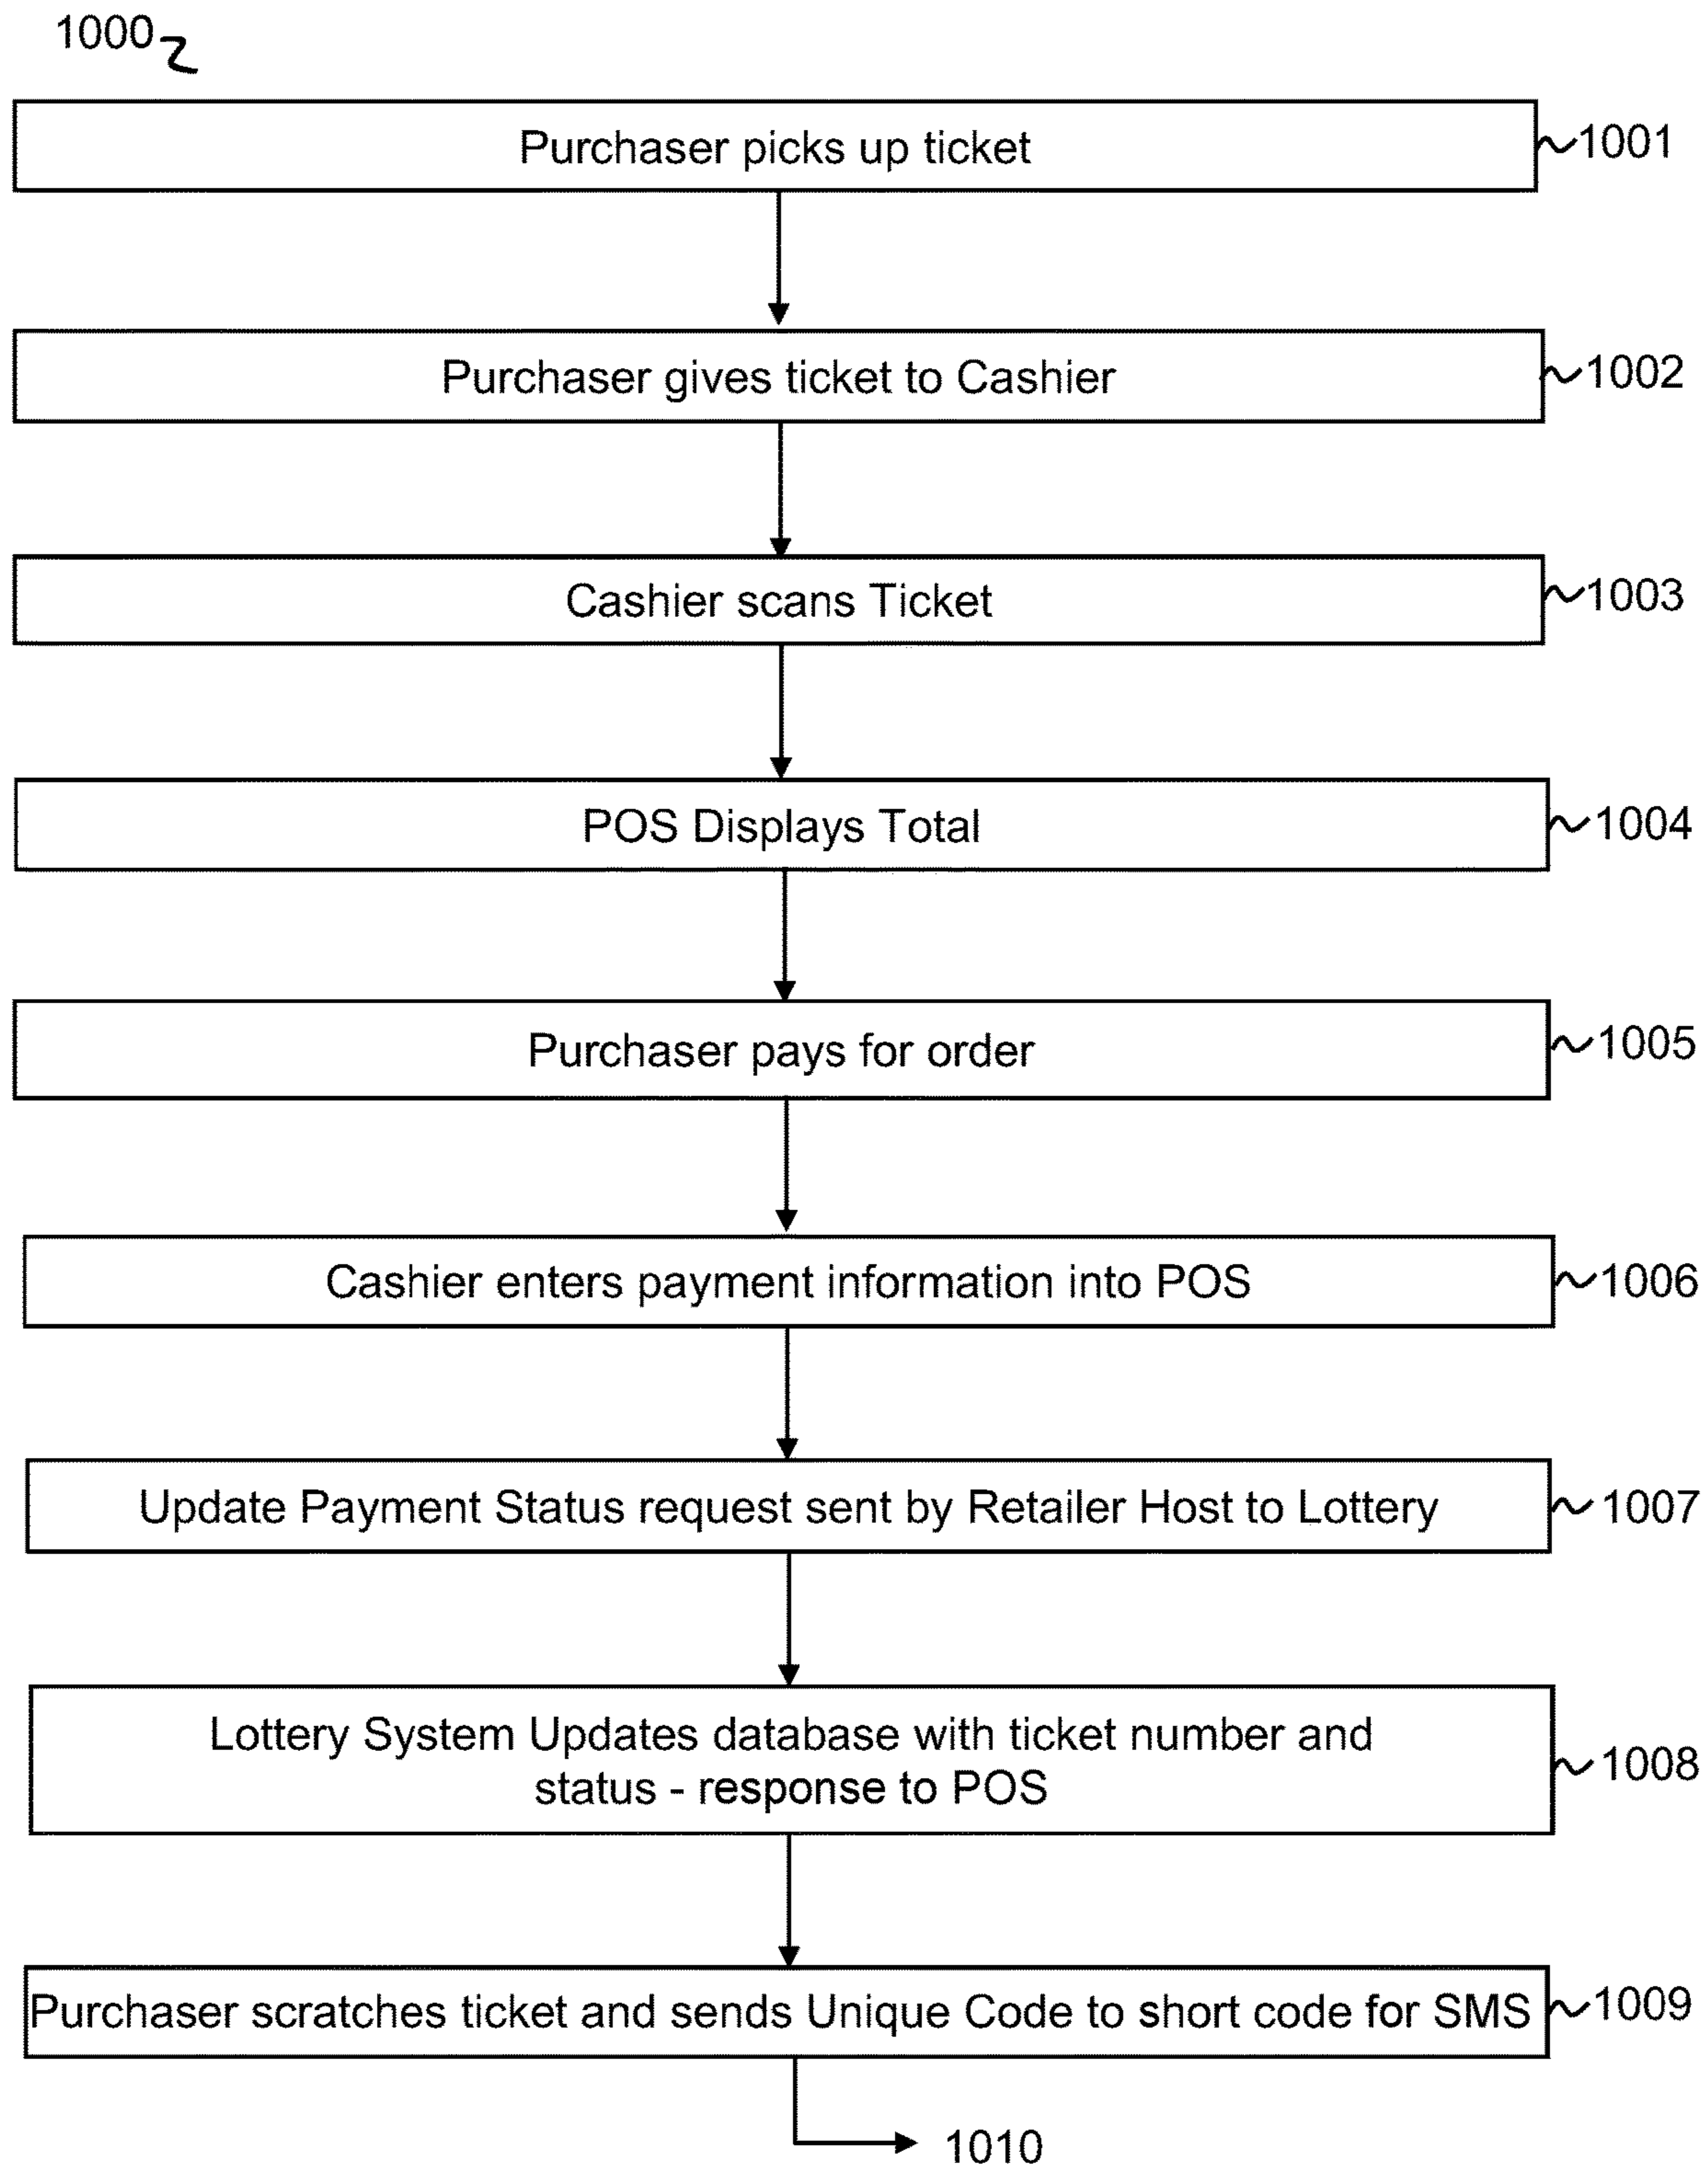 1000
Purchaser picks up ticket
1001
Purchaser gives ticket to Cashier
1002
Cashier scans Ticket
1003
POS Displays Total
1004
Purchaser pays for order
1005
Cashier enters payment information into POS
1006
Update Payment Status request sent by Retailer Host to Lottery
1007
Lottery System Updates database with ticket number and
status - response to POS
1008
Purchaser scratches ticket and sends Unique Code to short code for SMS
1009
1010